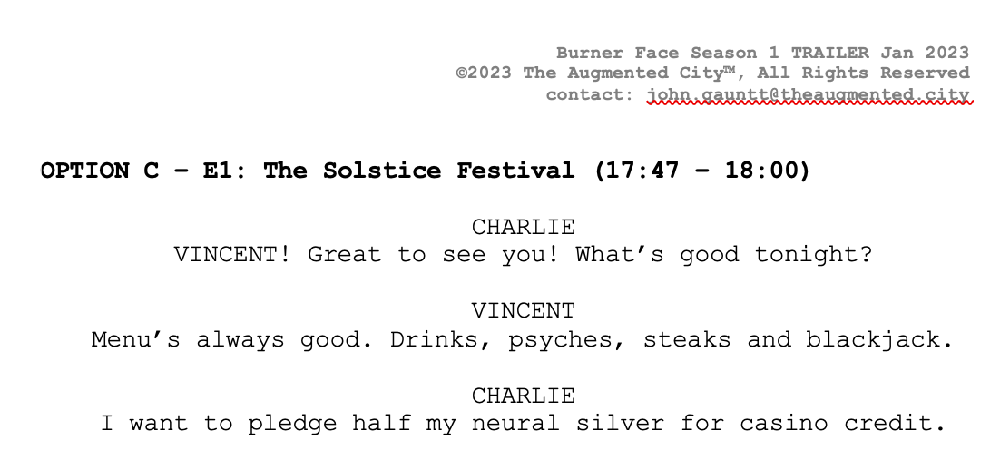 Burner Face Season 1 TRAILER Jan 2023
©2023 The Augmented City™, All Rights Reserved
contact: john.gauntt@theaugmented.city
OPTION C – E1: The Solstice Festival (17:47 – 18:00)
CHARLIE
VINCENT! Great to see you! What’s good tonight?
VINCENT
Menu’s always good. Drinks, psyches, steaks and blackjack.
CHARLIE
I want to pledge half my neural silver for casino credit.